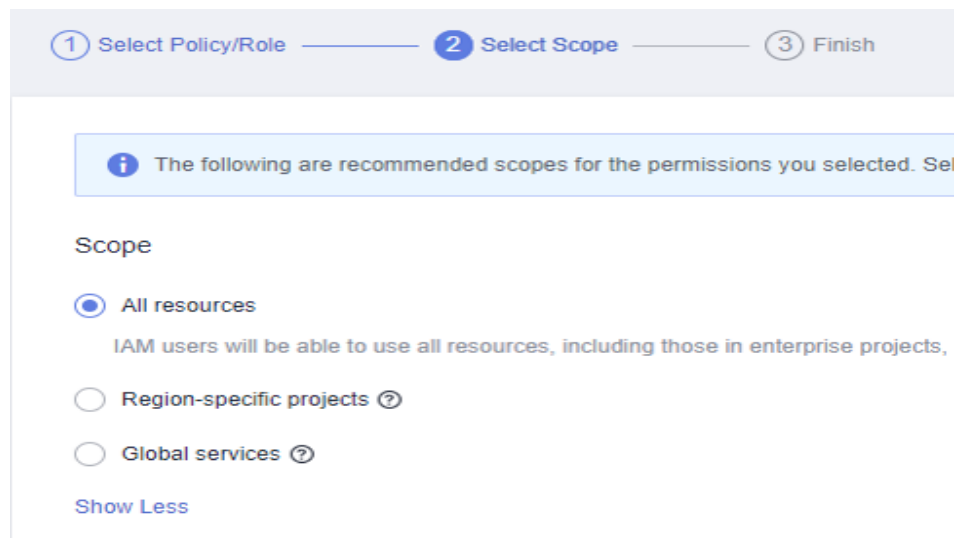 1 Select Policy/Role 2 Select Scope 3 Finish
The following are recommended scopes for the permissions you selected. Sel
Scope
All resources
IAM users will be able to use all resources, including those in enterprise projects,
Region-specific projects ?
Global services ?
Show Less